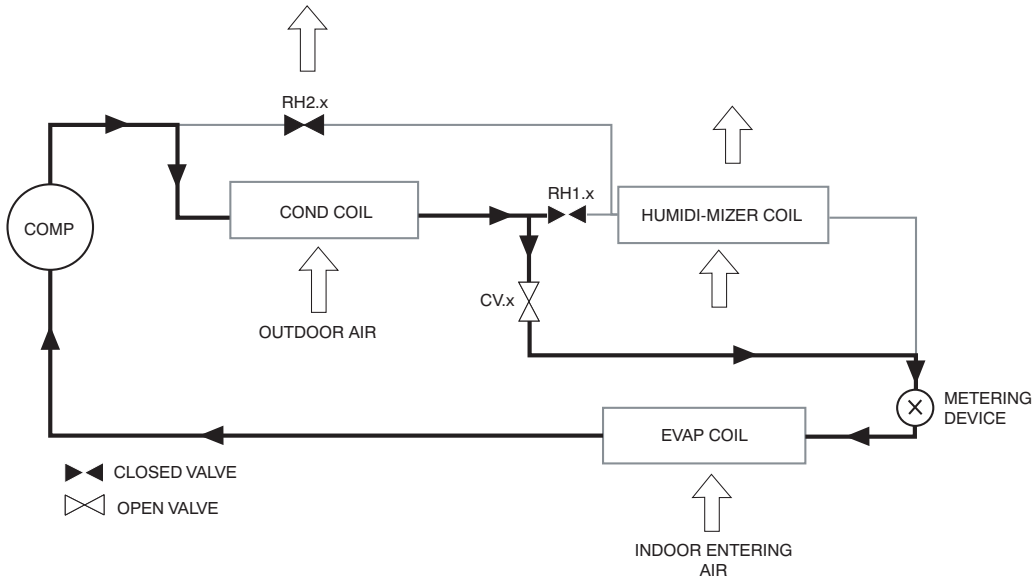 RH2.x
COMP
COND COIL
RH1.x
HUMIDI-MIZER COIL
CV.x
OUTDOOR AIR
METERING
DEVICE
EVAP COIL
CLOSED VALVE
OPEN VALVE
INDOOR ENTERING
AIR